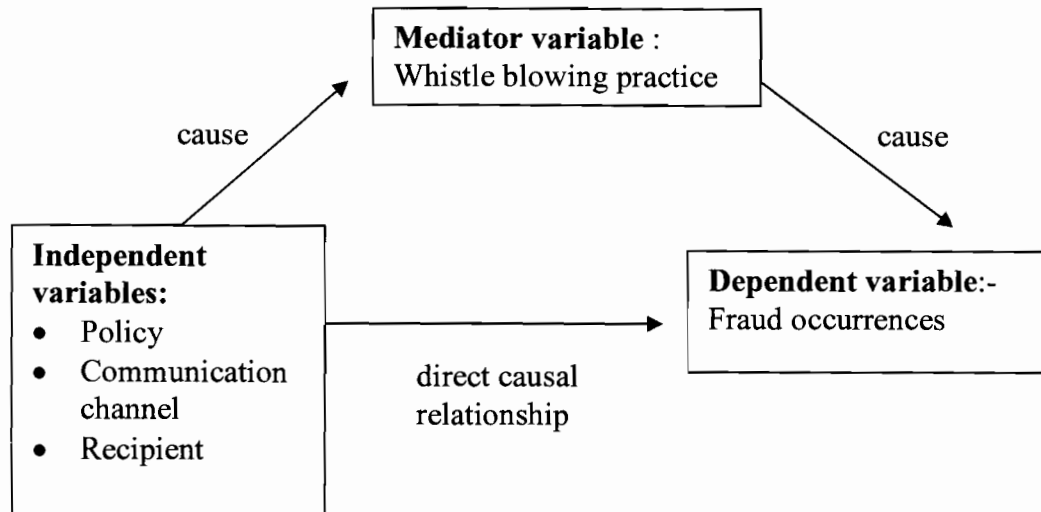 Mediator variable :
Whistle blowing practice
cause
cause
Independent
variables:
• Policy
• Communication
channel
• Recipient
Dependent variable:-
Fraud occurrences
direct causal
relationship